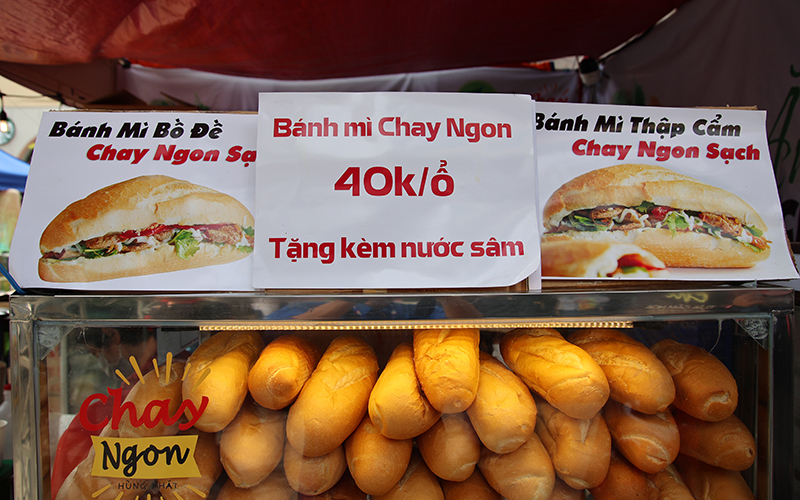 Bánh Mì Bồ Đề
Chay Ngon Sạ
Bánh mì Chay Ngon
40k/ổ
Tặng kèm nước sâm
Bánh Mì Thập Cẩm
Chay Ngon Sạch
Chay
Ngon
HÙNG PHÁT